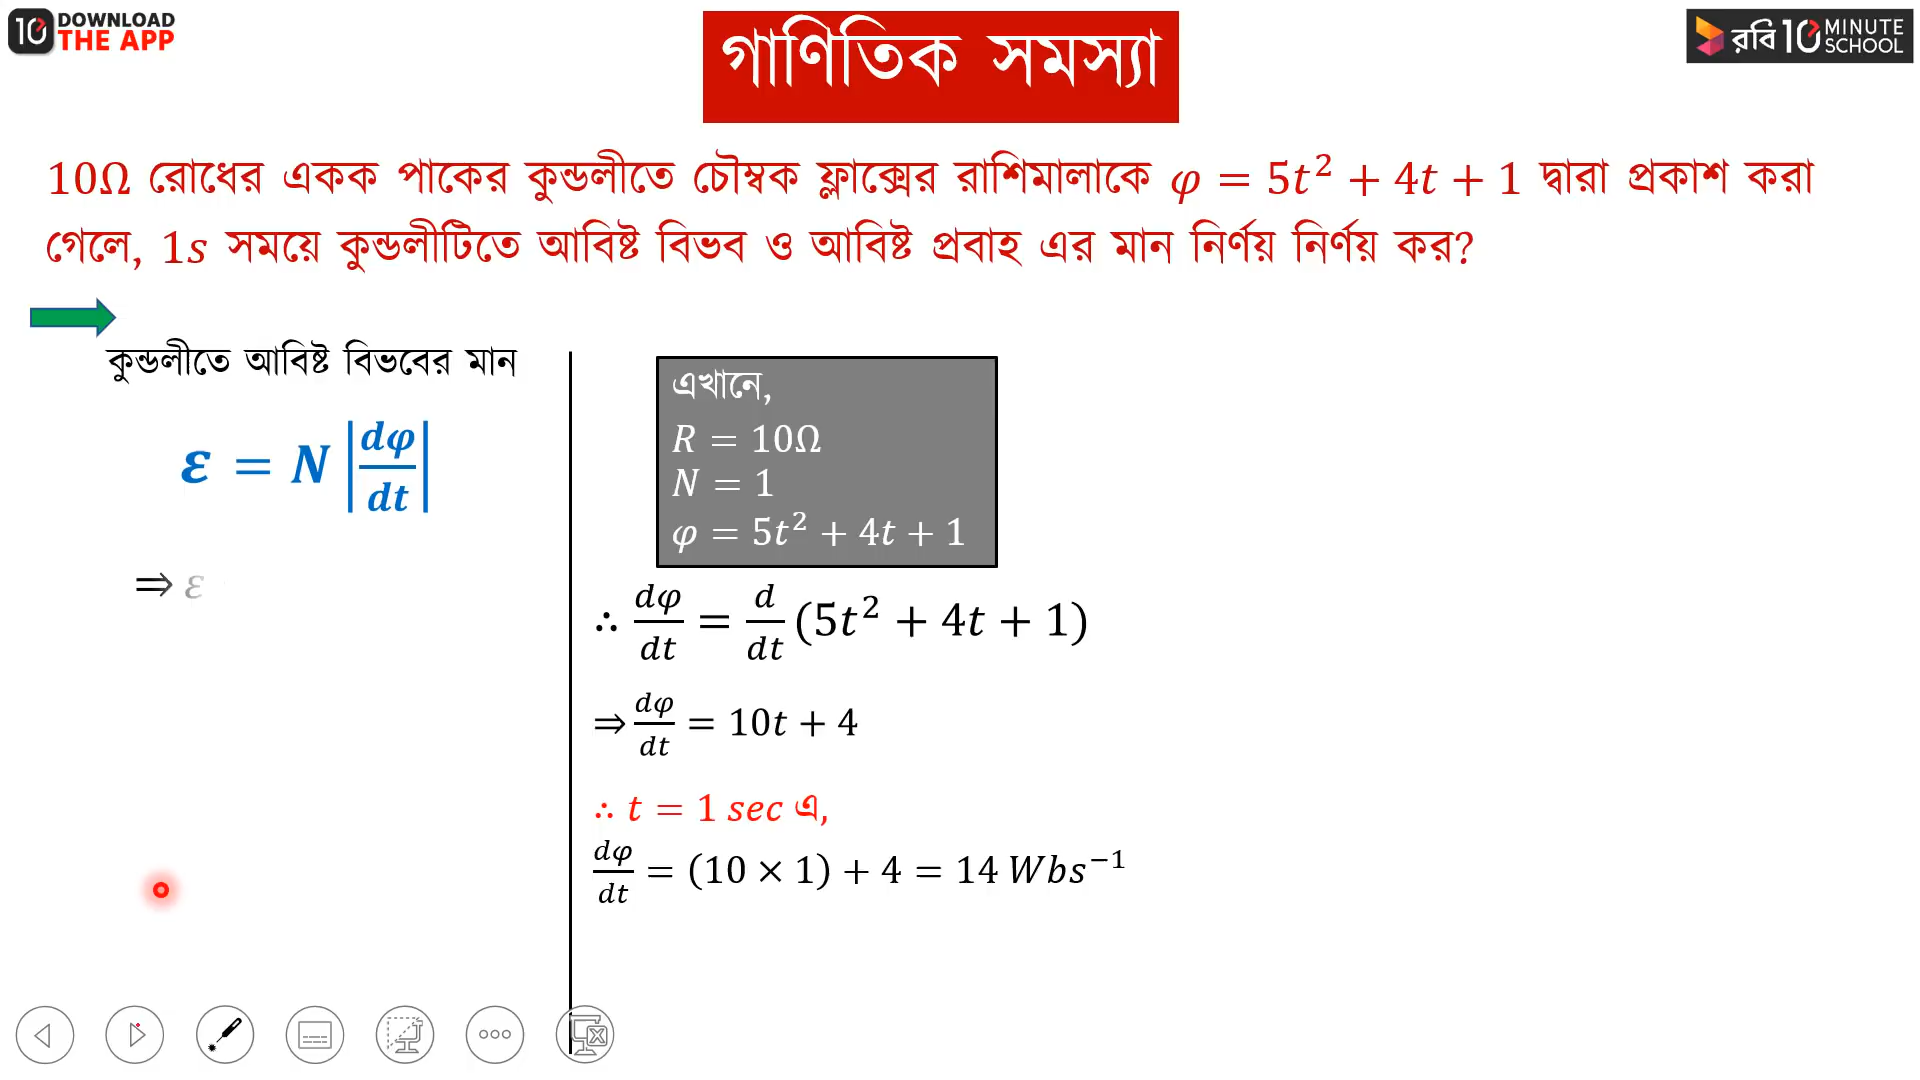 10 DOWNLOAD THE APP
গাণিতিক সমস্যা
রবি 10 MINUTE SCHOOL
10Ω রোধের একক পাকের কুন্ডলীতে চৌম্বক ফ্লাক্সের রাশিমালাকে φ = 5t² + 4t + 1 দ্বারা প্রকাশ করা
গেলে, 1s সময়ে কুন্ডলীটিতে আবিষ্ট বিভব ও আবিষ্ট প্রবাহ এর মান নির্ণয় নির্ণয় কর?
কুন্ডলীতে আবিষ্ট বিভবের মান
ε = N |dφ/dt|
⇒ ε
এখানে,
R = 10Ω
N = 1
φ = 5t² + 4t + 1
∴ dφ/dt = d/dt (5t² + 4t + 1)
⇒ dφ/dt = 10t + 4
∴ t = 1 sec এ,
dφ/dt = (10 × 1) + 4 = 14 Wbs⁻¹